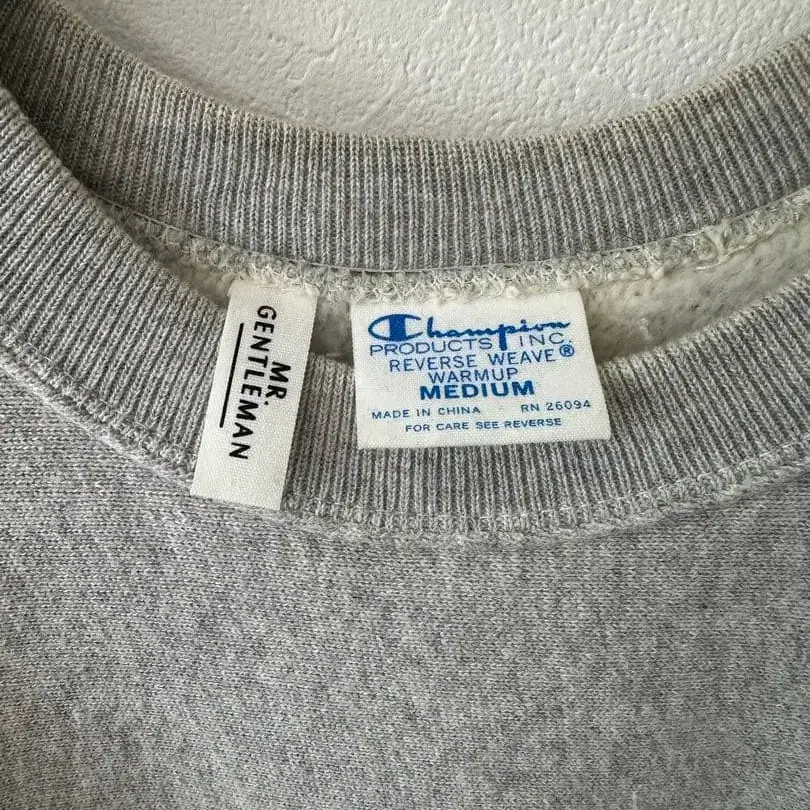 MR.
GENTLEMAN
Champion
PRODUCTS INC.
REVERSE WEAVE®
WARMUP
MEDIUM
MADE IN CHINA RN 26094
FOR CARE SEE REVERSE